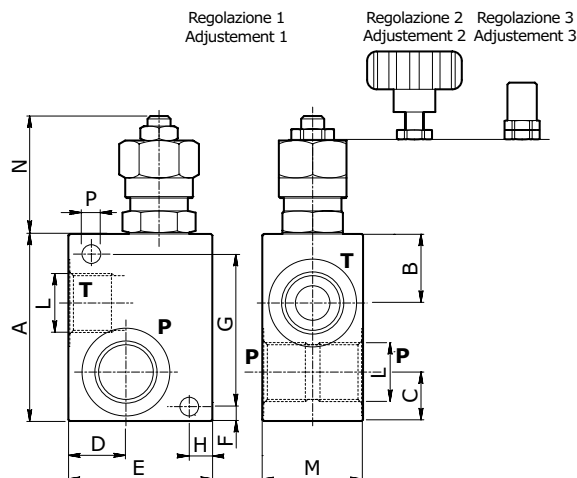 Regolazione 1
Adjustement 1
Regolazione 2
Adjustement 2
Regolazione 3
Adjustement 3
N
P
A
L
T
P
G
D
H
F
E
T
B
P
P
L
C
M